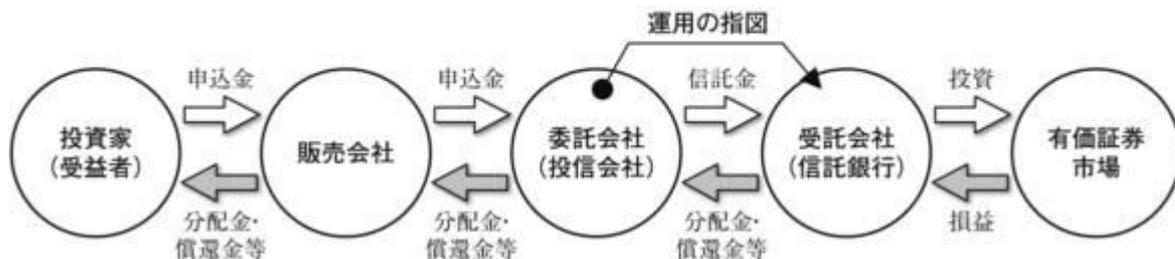 運用の指図
申込金
申込金
信託金
投資
投資家
(受益者)
販売会社
委託会社
(投信会社)
受託会社
(信託銀行)
有価証券
市場
分配金・
償還金等
分配金・
償還金等
分配金・
償還金等
損益